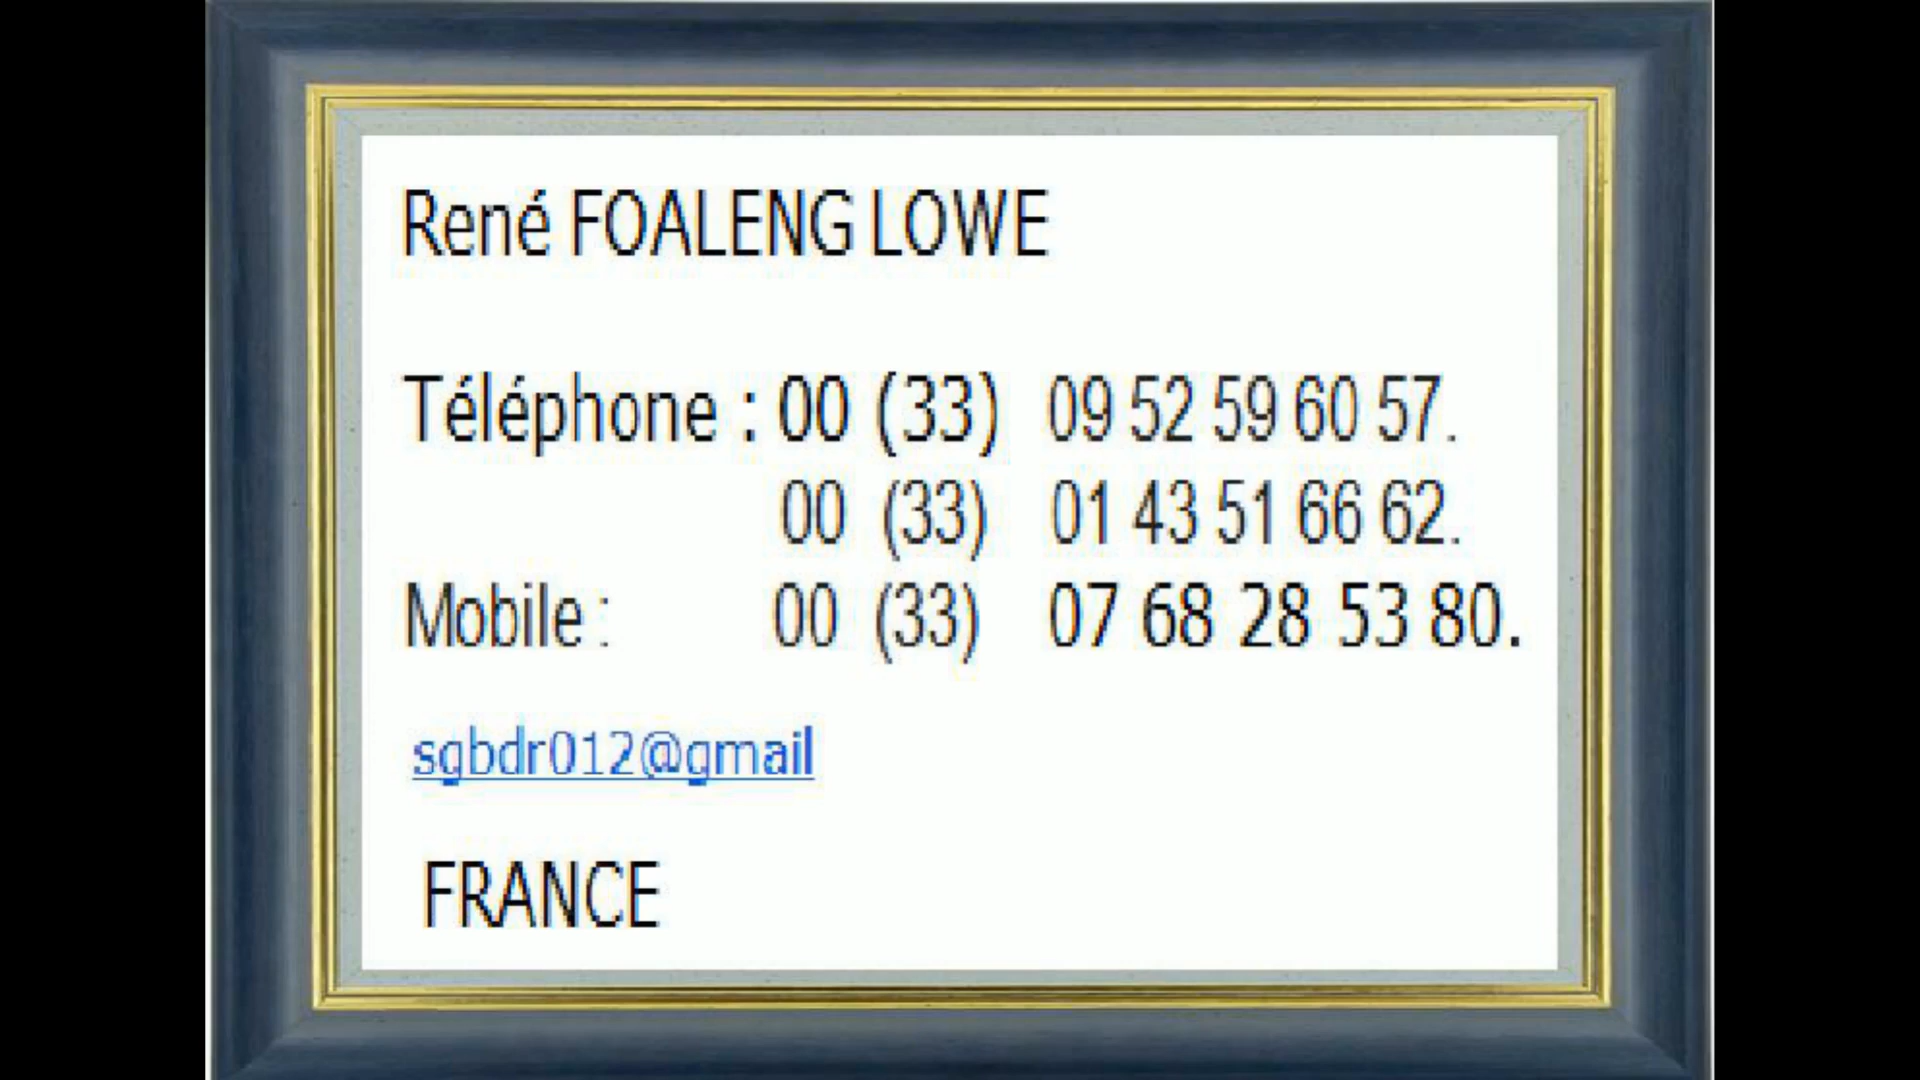 René FOALENG LOWE
Téléphone : 00 (33) 09 52 59 60 57.
00 (33) 01 43 51 66 62.
Mobile : 00 (33) 07 68 28 53 80.
sgbdr012@gmail
FRANCE